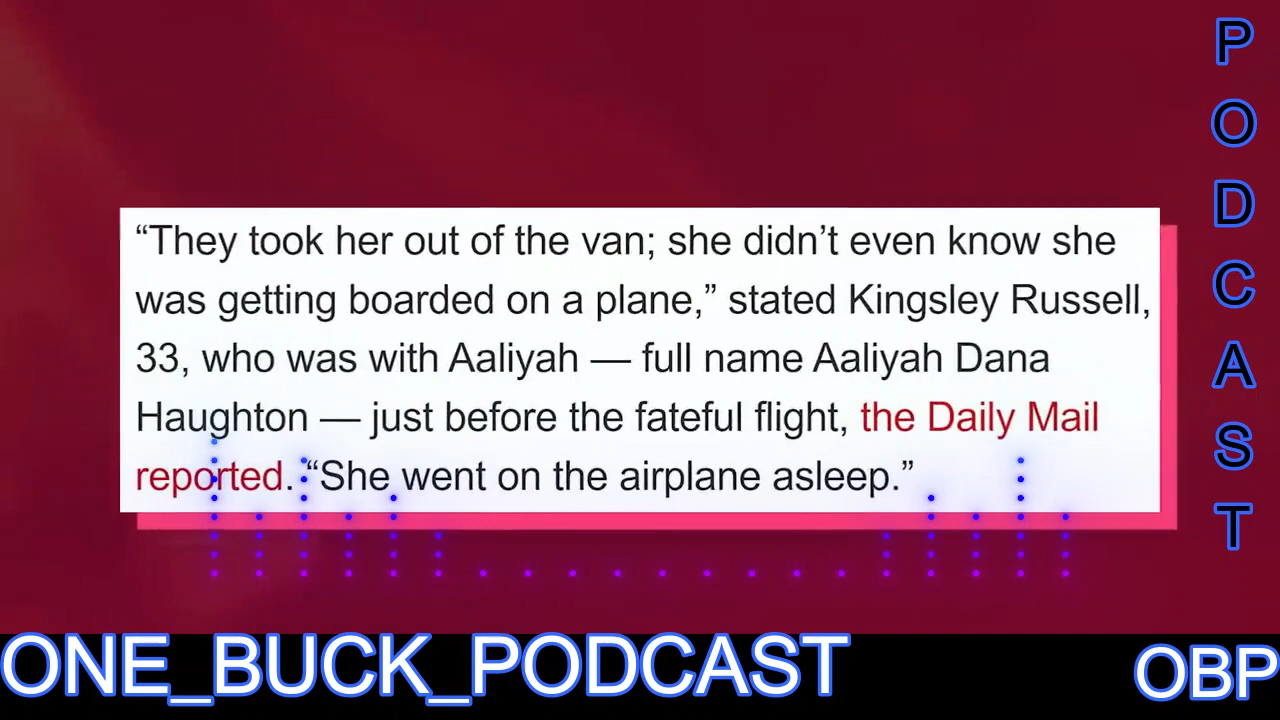 “They took her out of the van; she didn’t even know she
was getting boarded on a plane,” stated Kingsley Russell,
33, who was with Aaliyah — full name Aaliyah Dana
Haughton — just before the fateful flight, the Daily Mail
reported. “She went on the airplane asleep.”
PODCAST
ONE_BUCK_PODCAST
OBP